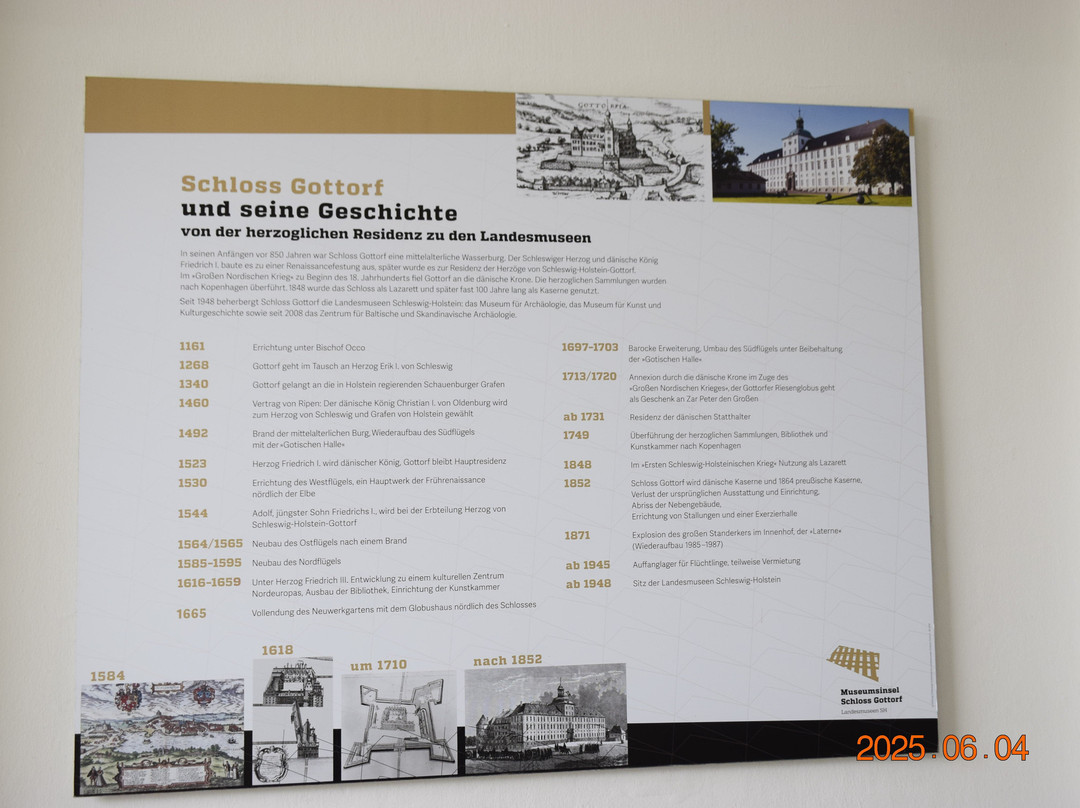 GOTTORPIA
Schloss Gottorf
und seine Geschichte
von der herzoglichen Residenz zu den Landesmuseen
In seinen Anfängen vor 850 Jahren war Schloss Gottorf eine mittelalterliche Wasserburg. Der Schleswiger Herzog und dänische König
Friedrich I. baute es zu einer Renaissancefestung aus, später wurde es zur Residenz der Herzöge von Schleswig-Holstein-Gottorf.
Im »Großen Nordischen Krieg« zu Beginn des 18. Jahrhunderts fiel Gottorf an die dänische Krone. Die herzoglichen Sammlungen wurden
nach Kopenhagen überführt. 1848 wurde das Schloss als Lazarett und später fast 100 Jahre lang als Kaserne genutzt.
Seit 1948 beherbergt Schloss Gottorf die Landesmuseen Schleswig-Holstein: das Museum für Archäologie, das Museum für Kunst und
Kulturgeschichte sowie seit 2008 das Zentrum für Baltische und Skandinavische Archäologie.
1161 Errichtung unter Bischof Occo
1268 Gottorf geht im Tausch an Herzog Erik I. von Schleswig
1340 Gottorf gelangt an die in Holstein regierenden Schauenburger Grafen
1460 Vertrag von Ripen: Der dänische König Christian I. von Oldenburg wird
zum Herzog von Schleswig und Grafen von Holstein gewählt
1492 Brand der mittelalterlichen Burg, Wiederaufbau des Südflügels
mit der »Gotischen Halle«
1523 Herzog Friedrich I. wird dänischer König, Gottorf bleibt Hauptresidenz
1530 Errichtung des Westflügels, ein Hauptwerk der Frührenaissance
nördlich der Elbe
1544 Adolf, jüngster Sohn Friedrichs I., wird bei der Erbteilung Herzog von
Schleswig-Holstein-Gottorf
1564/1565 Neubau des Ostflügels nach einem Brand
1585-1595 Neubau des Nordflügels
1616-1659 Unter Herzog Friedrich III. Entwicklung zu einem kulturellen Zentrum
Nordeuropas, Ausbau der Bibliothek, Einrichtung der Kunstkammer
1665 Vollendung des Neuwerkgartens mit dem Globushaus nördlich des Schlosses
1697-1703 Barocke Erweiterung, Umbau des Südflügels unter Beibehaltung
der »Gotischen Halle«
1713/1720 Annexion durch die dänische Krone im Zuge des
»Großen Nordischen Krieges«, der Gottorfer Riesenglobus geht
als Geschenk an Zar Peter den Großen
ab 1731 Residenz der dänischen Statthalter
1749 Überführung der herzoglichen Sammlungen, Bibliothek und
Kunstkammer nach Kopenhagen
1848 Im »Ersten Schleswig-Holsteinischen Krieg« Nutzung als Lazarett
1852 Schloss Gottorf wird dänische Kaserne und 1864 preußische Kaserne,
Verlust der ursprünglichen Ausstattung und Einrichtung,
Abriss der Nebengebäude,
Errichtung von Stallungen und einer Exerzierhalle
1871 Explosion des großen Standerkers im Innenhof, der »Laterne«
(Wiederaufbau 1985-1987)
ab 1945 Auffanglager für Flüchtlinge, teilweise Vermietung
ab 1948 Sitz der Landesmuseen Schleswig-Holstein
1584
1618
um 1710
nach 1852
Museumsinsel
Schloss Gottorf
Landesmuseen SH
2025.06.04